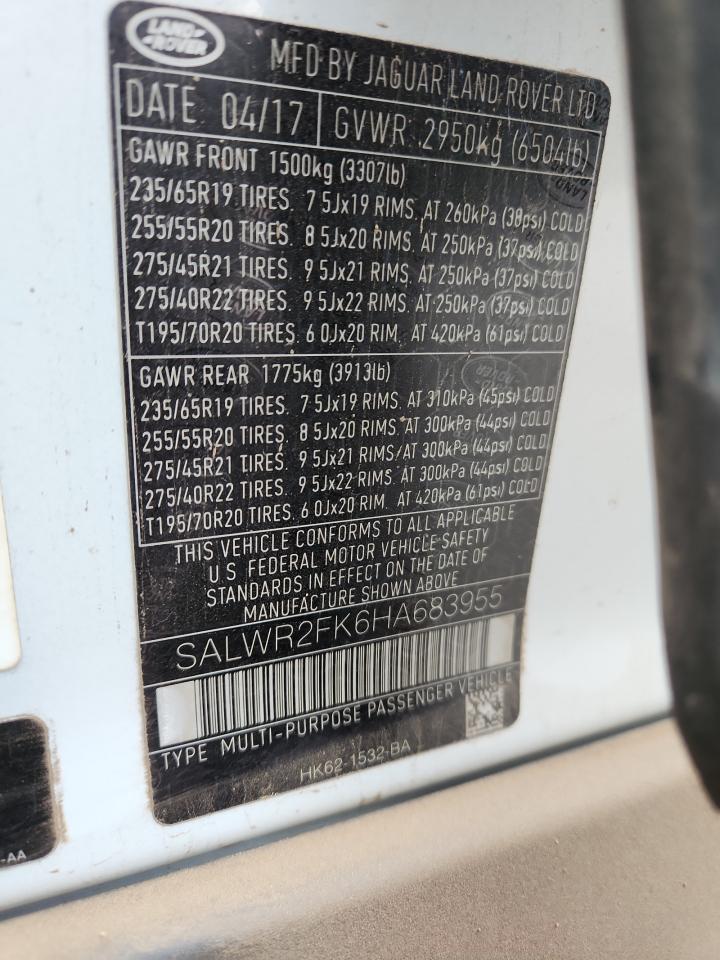 LAND-
-ROVER
MFD BY JAGUAR LAND ROVER LTD
DATE 04/17 GVWR 2950kg (6504lb)
GAWR FRONT 1500kg (3307lb)
235/65R19 TIRES. 7 5Jx19 RIMS. AT 260kPa (38psi) COLD
255/55R20 TIRES. 8 5Jx20 RIMS. AT 250kPa (37psi) COLD
275/45R21 TIRES. 9 5Jx21 RIMS. AT 250kPa (37psi) COLD
275/40R22 TIRES. 9 5Jx22 RIMS. AT 250kPa (37psi) COLD
T195/70R20 TIRES. 6 0Jx20 RIM. AT 420kPa (61psi) COLD
GAWR REAR 1775kg (3913lb)
235/65R19 TIRES. 7 5Jx19 RIMS. AT 310kPa (45psi) COLD
255/55R20 TIRES. 8 5Jx20 RIMS. AT 300kPa (44psi) COLD
275/45R21 TIRES. 9 5Jx21 RIMS. AT 300kPa (44psi) COLD
275/40R22 TIRES. 9 5Jx22 RIMS. AT 300kPa (44psi) COLD
T195/70R20 TIRES. 6 0Jx20 RIM. AT 420kPa (61psi) COLD
THIS VEHICLE CONFORMS TO ALL APPLICABLE
U.S FEDERAL MOTOR VEHICLE SAFETY
STANDARDS IN EFFECT ON THE DATE OF
MANUFACTURE SHOWN ABOVE
SALWR2FK6HA683955
TYPE MULTI-PURPOSE PASSENGER VEHICLE
HK62-1532-BA
-AA